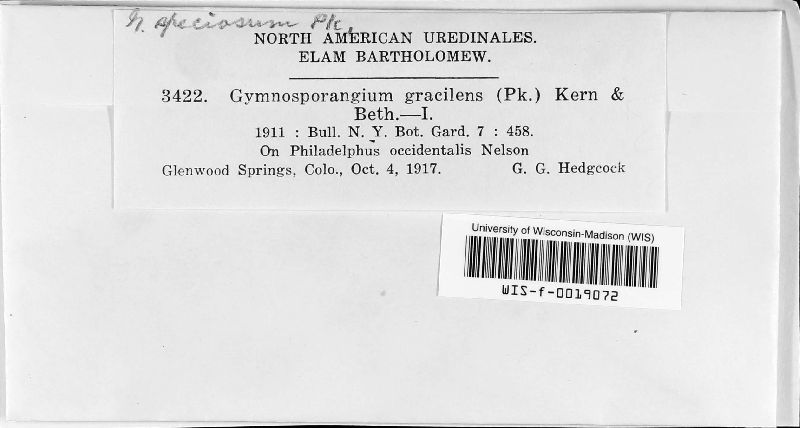 G. speciosum Pk.
NORTH AMERICAN UREDINALES.
ELAM BARTHOLOMEW.
3422. Gymnosporangium gracilens (Pk.) Kern &
Beth.—I.
1911 : Bull. N. Y. Bot. Gard. 7 : 458.
On Philadelphus occidentalis Nelson
Glenwood Springs, Colo., Oct. 4, 1917. G. G. Hedgcock
University of Wisconsin-Madison (WIS)
WIS-f-0019072